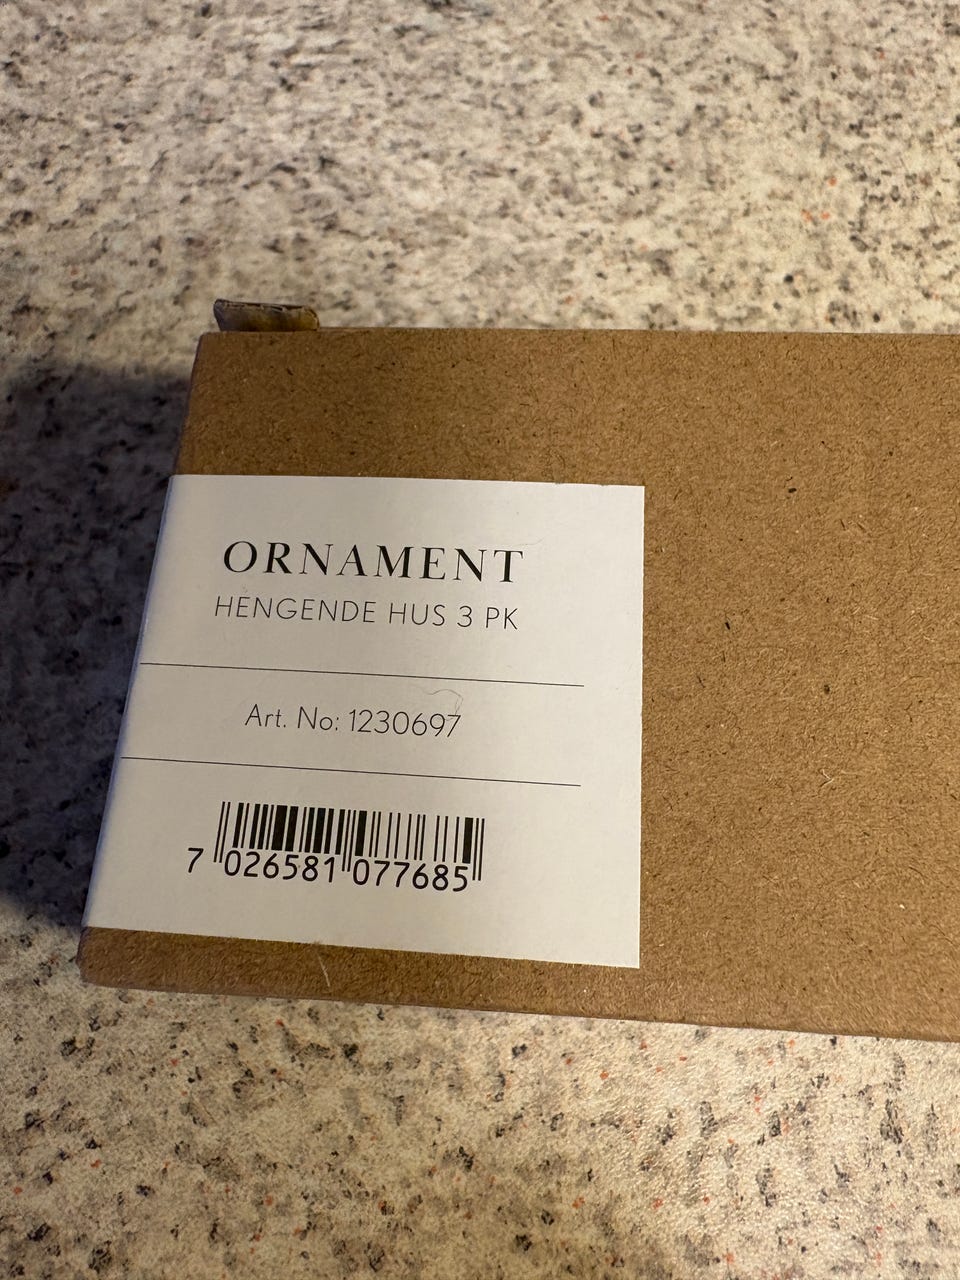 ORNAMENT
HENGENDE HUS 3 PK
Art. No: 1230697
7 026581 077685